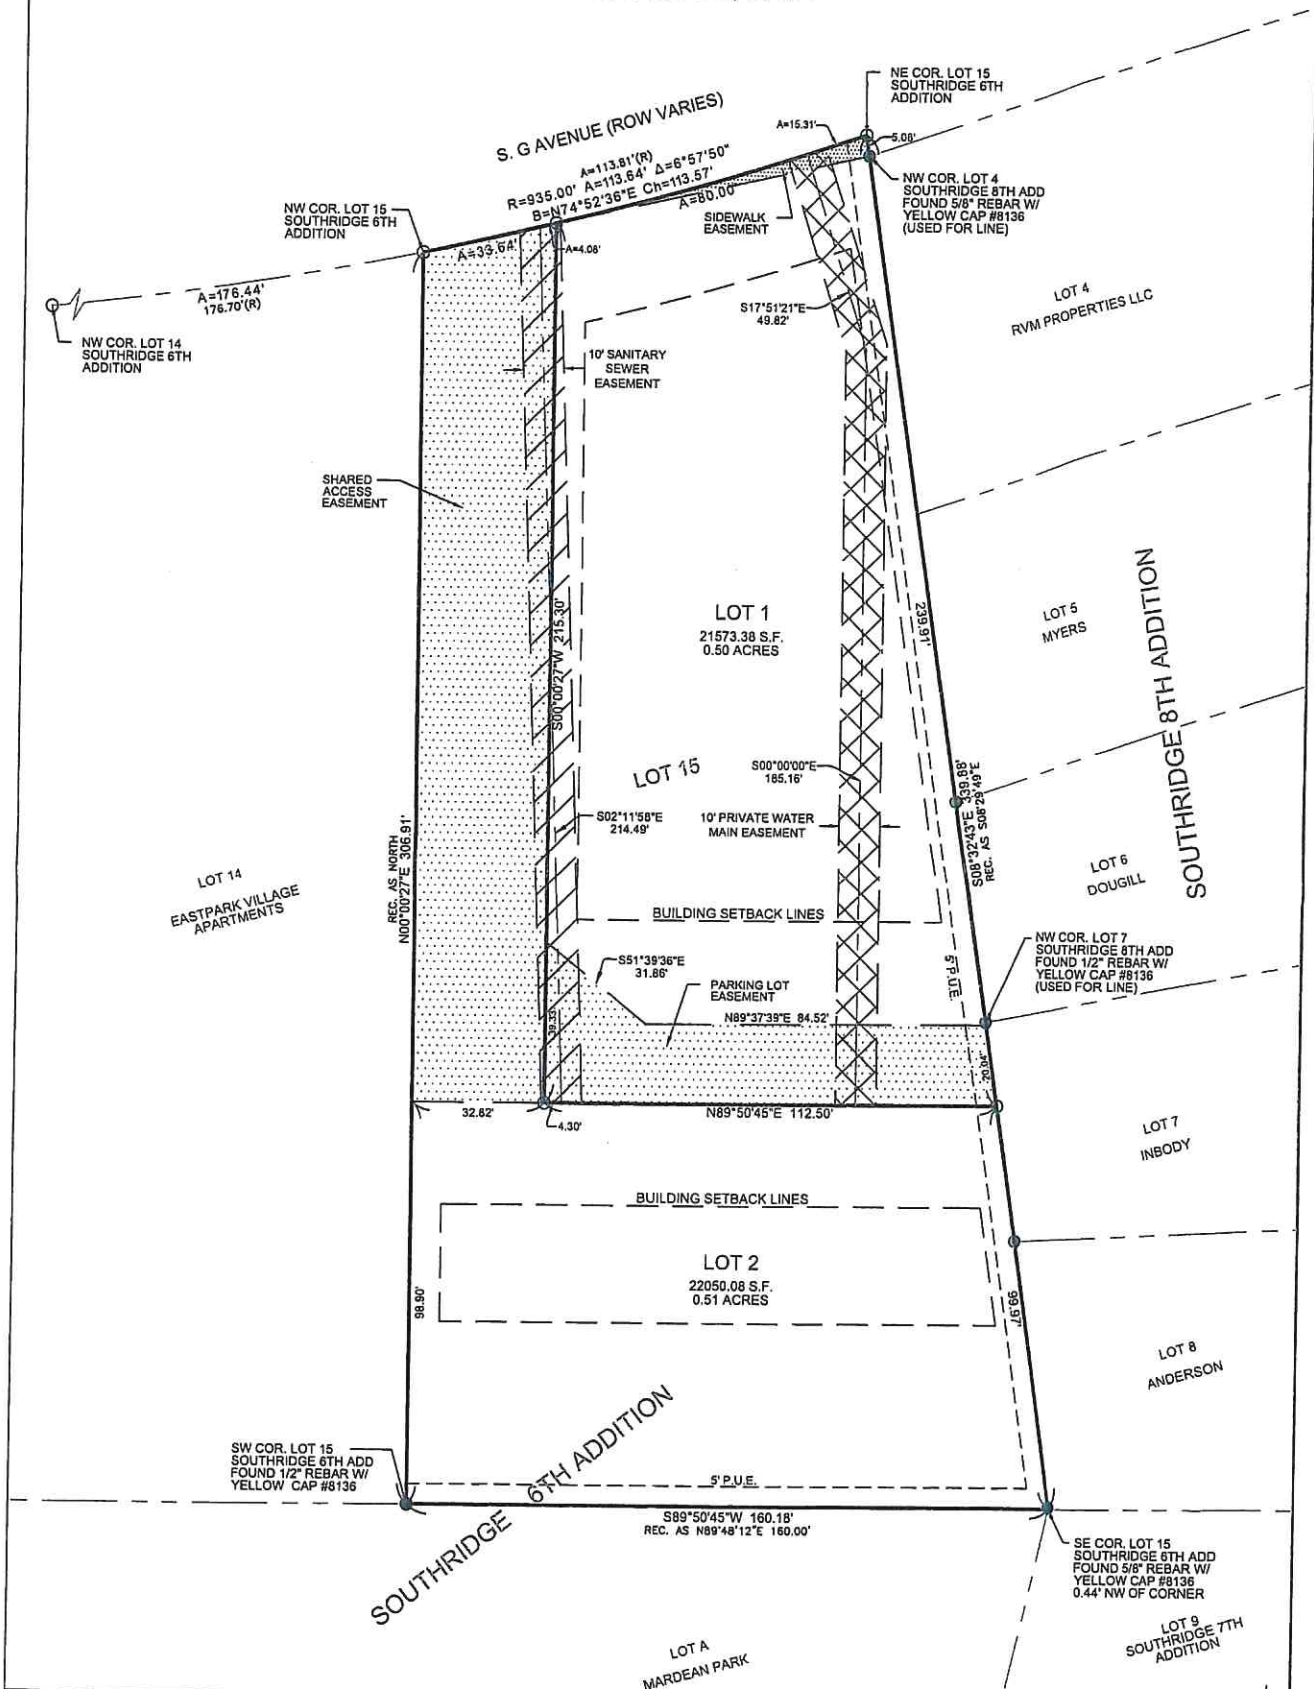 NE COR. LOT 15
SOUTHRIDGE 6TH
ADDITION
S. G AVENUE (ROW VARIES)
A=15.31'
5.06'
A=113.81'(R)
R=935.00' A=113.64' Δ=6°57'50"
B=N74°52'36"E Ch=113.57'
A=80.00'
NW COR. LOT 4
SOUTHRIDGE 8TH ADD
FOUND 5/8" REBAR W/
YELLOW CAP #8136
(USED FOR LINE)
NW COR. LOT 15
SOUTHRIDGE 6TH
ADDITION
SIDEWALK
EASEMENT
A=33.64'
A=4.08'
A=176.44'
176.70'(R)
NW COR. LOT 14
SOUTHRIDGE 6TH
ADDITION
S17°51'21"E
49.82'
LOT 4
RVM PROPERTIES LLC
10' SANITARY
SEWER
EASEMENT
SHARED
ACCESS
EASEMENT
LOT 1
21573.38 S.F.
0.50 ACRES
239.91'
LOT 5
MYERS
SOUTHRIDGE 8TH ADDITION
S00°00'27"W 215.30'
LOT 15
S00°00'00"E
185.16'
S02°11'58"E
214.49'
10' PRIVATE WATER
MAIN EASEMENT
S08°32'43"E 339.88'
REC. AS S08°29'49"E
REC. AS NORTH
N00°00'27"E 306.91'
LOT 14
EASTPARK VILLAGE
APARTMENTS
LOT 6
DOUGILL
BUILDING SETBACK LINES
NW COR. LOT 7
SOUTHRIDGE 8TH ADD
FOUND 1/2" REBAR W/
YELLOW CAP #8136
(USED FOR LINE)
S51°39'36"E
31.86'
5' P.U.E.
PARKING LOT
EASEMENT
N89°37'39"E 84.52'
39.33'
20.04'
32.62'
4.30'
N89°50'45"E 112.50'
LOT 7
INBODY
BUILDING SETBACK LINES
LOT 2
22050.08 S.F.
0.51 ACRES
98.90'
99.97'
LOT 8
ANDERSON
SW COR. LOT 15
SOUTHRIDGE 6TH ADD
FOUND 1/2" REBAR W/
YELLOW CAP #8136
SOUTHRIDGE 6TH ADDITION
5' P.U.E.
S89°50'45"W 160.18'
REC. AS N89°48'12"E 160.00'
SE COR. LOT 15
SOUTHRIDGE 6TH ADD
FOUND 5/8" REBAR W/
YELLOW CAP #8136
0.44' NW OF CORNER
LOT 9
SOUTHRIDGE 7TH
ADDITION
LOT A
MARDEAN PARK